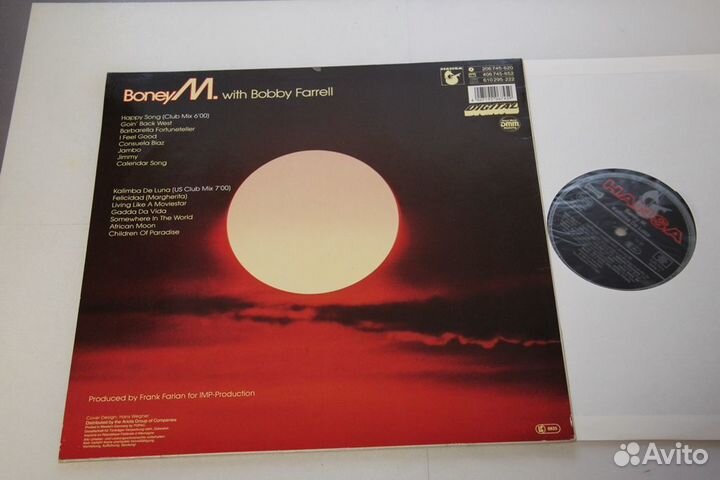 Boney M. with Bobby Farrell
HANSA
206 745-620
406 745-652
610 295 222
DIGITAL
DMM
Happy Song (Club Mix 6'00)
Goin' Back West
Barbarella Fortuneteller
I Feel Good
Consuela Biaz
Jambo
Jimmy
Calendar Song
Kalimba De Luna (US Club Mix 7'00)
Felicidad (Margherita)
Living Like A Moviestar
Gadda Da Vida
Somewhere In The World
African Moon
Children Of Paradise
Produced by Frank Farian for IMP-Production
Cover Design: Hans Wegner
Distributed by the Ariola Group of Companies
LC 0835
HANSA
Avito